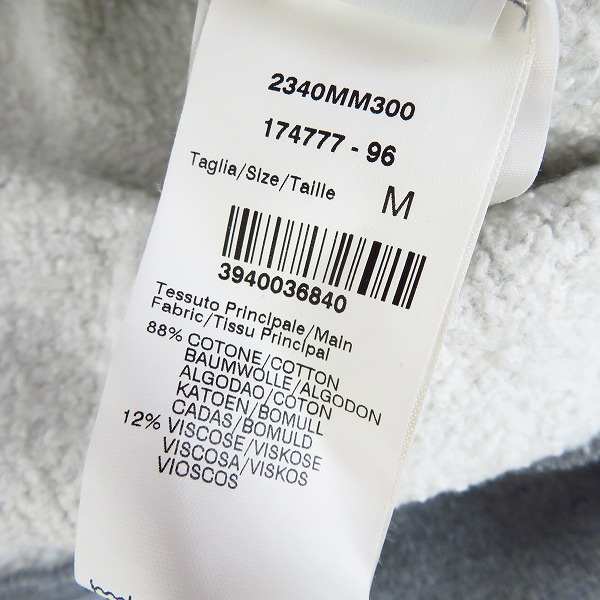 2340MM300
174777 - 96
Taglia/Size/Taille M
3940036840
Tessuto Principale/Main
Fabric/Tissu Principal
88% COTONE/COTTON
BAUMWOLLE/ALGODON
ALGODAO/COTON
KATOEN/BOMULL
CADAS/BOMULD
12% VISCOSE/VISKOSE
VISCOSA/VISKOS
VIOSCOS